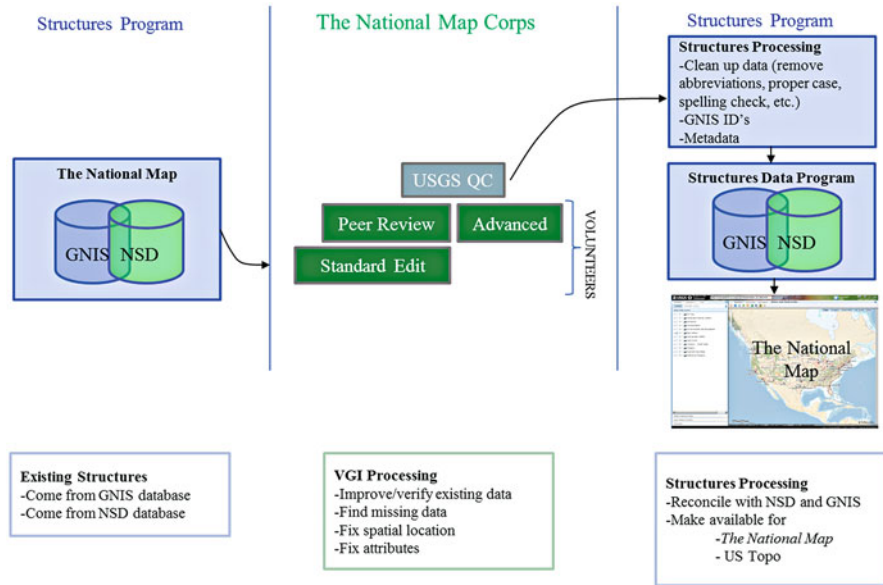 Structures Program
The National Map Corps
Structures Program
The National Map
GNIS NSD
USGS QC
Peer Review
Advanced
Standard Edit
VOLUNTEERS
Structures Processing
-Clean up data (remove
abbreviations, proper case,
spelling check, etc.)
-GNIS ID’s
-Metadata
Structures Data Program
GNIS NSD
The National
Map
Existing Structures
-Come from GNIS database
-Come from NSD database
VGI Processing
-Improve/verify existing data
-Find missing data
-Fix spatial location
-Fix attributes
Structures Processing
-Reconcile with NSD and GNIS
-Make available for
-The National Map
- US Topo